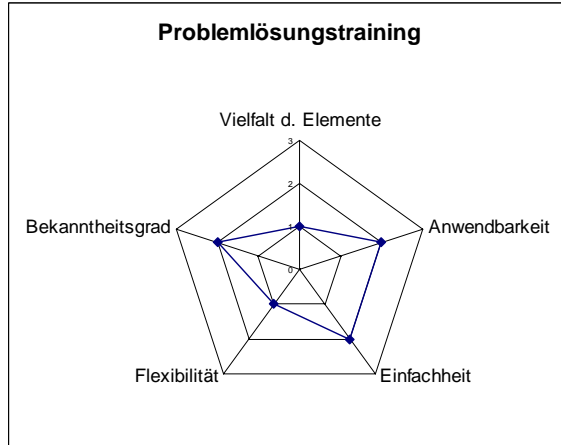 Problemlösungstraining
Vielfalt d. Elemente
3
2
1
0
Bekanntheitsgrad
Anwendbarkeit
Flexibilität
Einfachheit